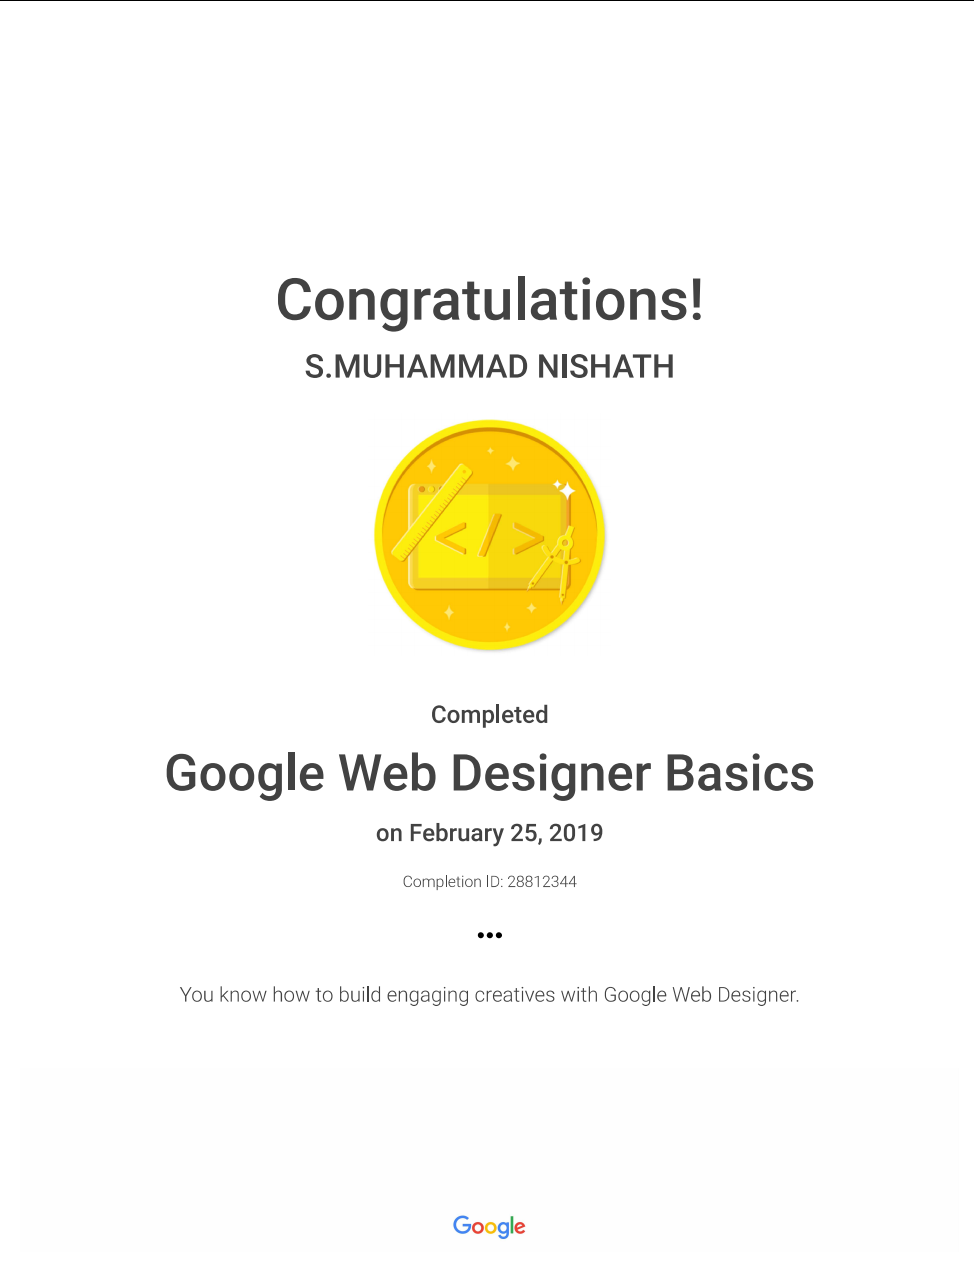 Congratulations!
S.MUHAMMAD NISHATH
</>
Completed
Google Web Designer Basics
on February 25, 2019
Completion ID: 28812344
•••
You know how to build engaging creatives with Google Web Designer.
Google